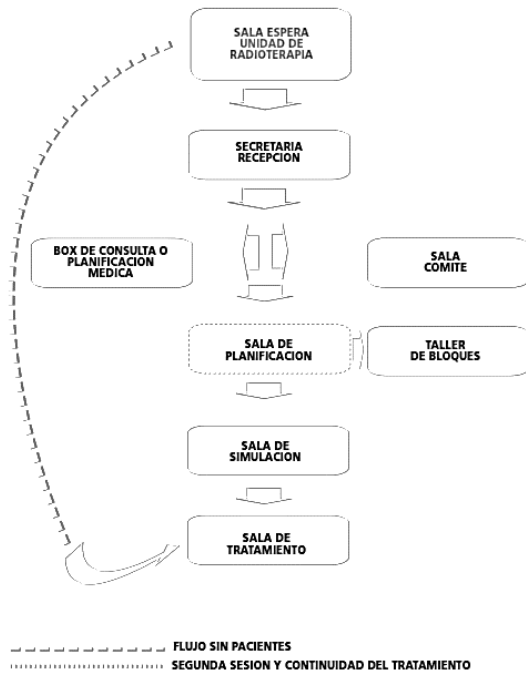 SALA ESPERA
UNIDAD DE
RADIOTERAPIA
SECRETARIA
RECEPCION
BOX DE CONSULTA O
PLANIFICACION
MEDICA
SALA
COMITE
SALA DE
PLANIFICACION
TALLER
DE BLOQUES
SALA DE
SIMULACION
SALA DE
TRATAMIENTO
FLUJO SIN PACIENTES
SEGUNDA SESION Y CONTINUIDAD DEL TRATAMIENTO